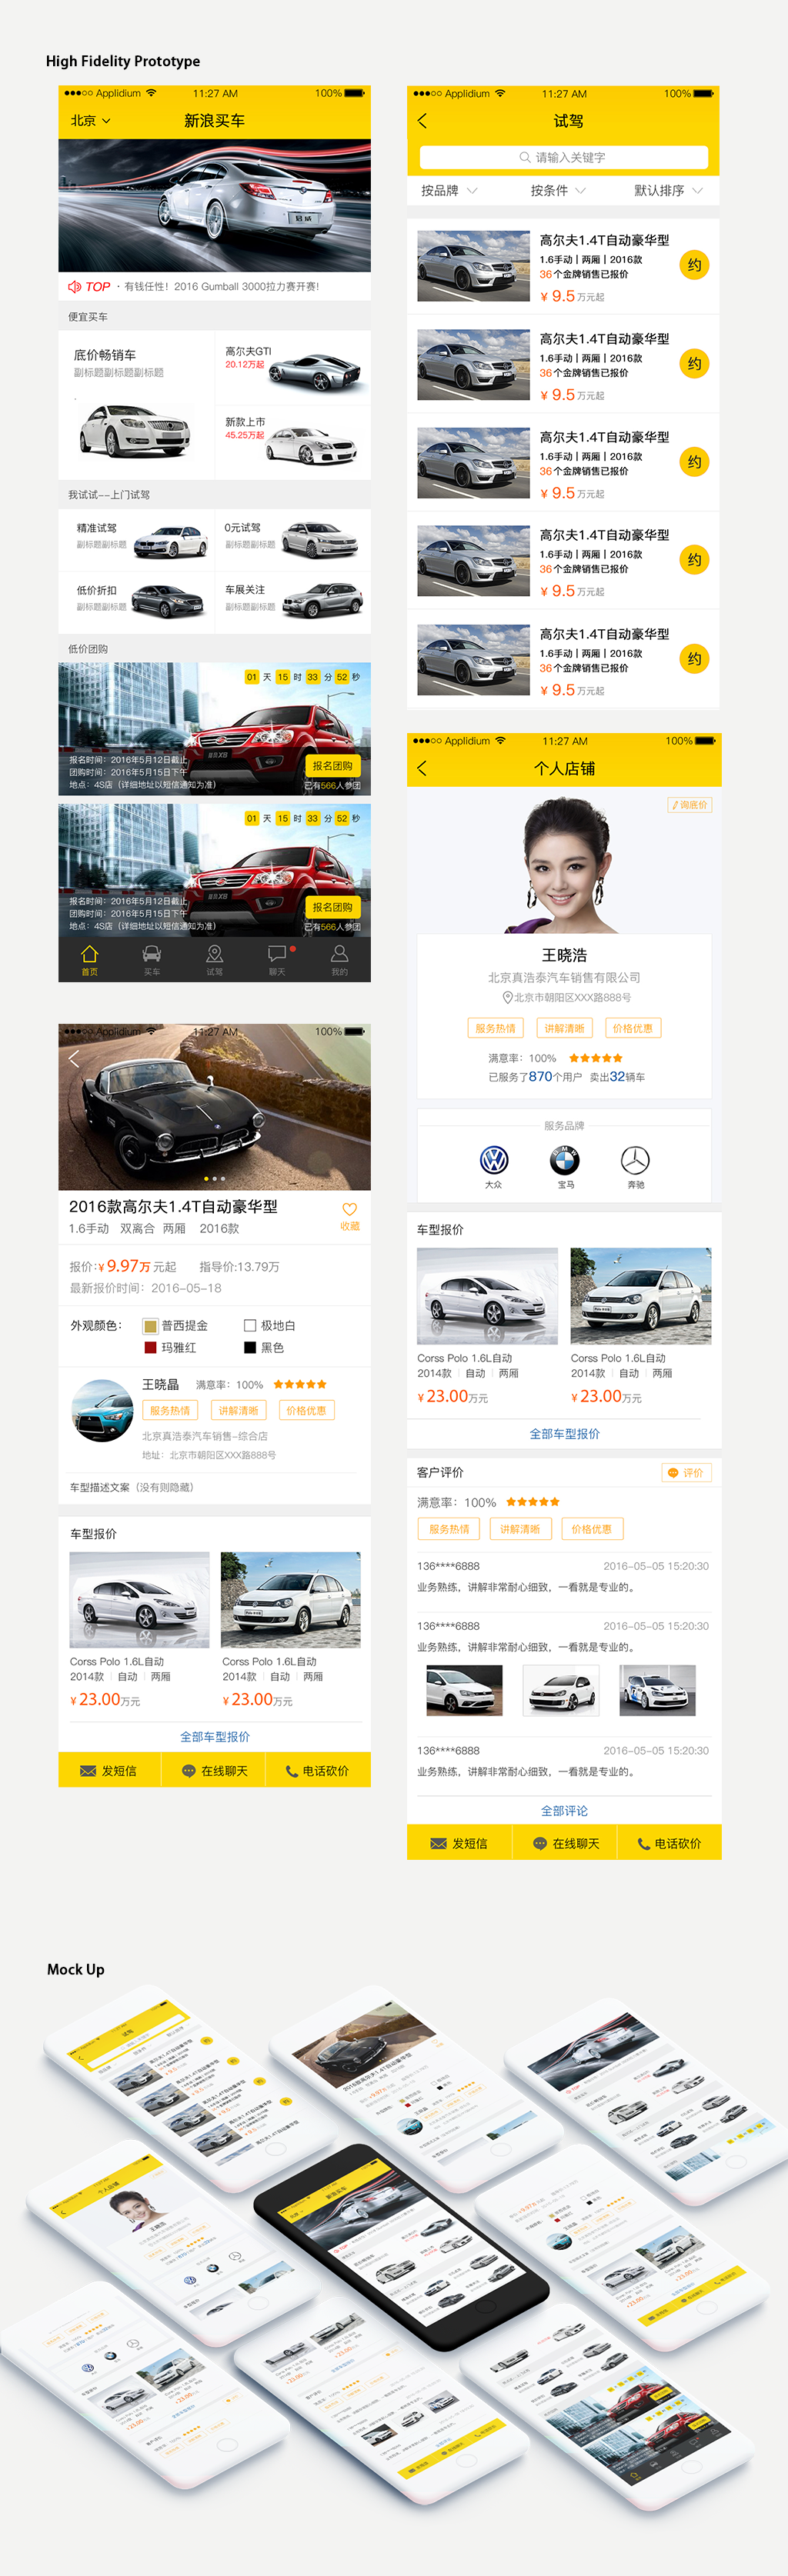 High Fidelity Prototype
●●●○○ Applidium 11:27 AM 100%
北京 新浪买车
君威
TOP · 有钱任性！2016 Gumball 3000拉力赛开赛!
便宜买车
底价畅销车
副标题副标题副标题
高尔夫GTI
20.12万起
新款上市
45.25万起
我试试--上门试驾
精准试驾
副标题副标题
0元试驾
副标题副标题
低价折扣
副标题副标题
车展关注
副标题副标题
低价团购
01 天 15 时 33 分 52 秒
报名时间：2016年5月12日截止
团购时间：2016年5月15日下午
地点：4S店（详细地址以短信通知为准）
报名团购
已有566人参团
01 天 15 时 33 分 52 秒
报名时间：2016年5月12日截止
团购时间：2016年5月15日下午
地点：4S店（详细地址以短信通知为准）
报名团购
已有566人参团
首页 买车 试驾 聊天 我的
●●●○○ Applidium 11:27 AM 100%
试驾
请输入关键字
按品牌 按条件 默认排序
高尔夫1.4T自动豪华型
1.6手动 | 两厢 | 2016款
36个金牌销售已报价
¥ 9.5 万元起
约
高尔夫1.4T自动豪华型
1.6手动 | 两厢 | 2016款
36个金牌销售已报价
¥ 9.5 万元起
约
高尔夫1.4T自动豪华型
1.6手动 | 两厢 | 2016款
36个金牌销售已报价
¥ 9.5 万元起
约
高尔夫1.4T自动豪华型
1.6手动 | 两厢 | 2016款
36个金牌销售已报价
¥ 9.5 万元起
约
高尔夫1.4T自动豪华型
1.6手动 | 两厢 | 2016款
36个金牌销售已报价
¥ 9.5 万元起
约
●●●○○ Applidium 11:27 AM 100%
2016款高尔夫1.4T自动豪华型
1.6手动 双离合 两厢 2016款
收藏
报价:¥ 9.97万 元起 指导价:13.79万
最新报价时间：2016-05-18
外观颜色： 普西提金 极地白
玛雅红 黑色
王晓晶 满意率：100%
服务热情 讲解清晰 价格优惠
北京真浩泰汽车销售-综合店
地址：北京市朝阳区XXX路888号
车型描述文案（没有则隐藏）
车型报价
Corss Polo 1.6L自动
2014款 | 自动 | 两厢
¥ 23.00万元
Corss Polo 1.6L自动
2014款 | 自动 | 两厢
¥ 23.00万元
全部车型报价
发短信 在线聊天 电话砍价
●●●○○ Applidium 11:27 AM 100%
个人店铺
询底价
王晓浩
北京真浩泰汽车销售有限公司
北京市朝阳区XXX路888号
服务热情 讲解清晰 价格优惠
满意率：100%
已服务了870个用户 卖出32辆车
服务品牌
大众 宝马 奔驰
车型报价
Corss Polo 1.6L自动
2014款 | 自动 | 两厢
¥ 23.00万元
Corss Polo 1.6L自动
2014款 | 自动 | 两厢
¥ 23.00万元
全部车型报价
客户评价
评价
满意率：100%
服务热情 讲解清晰 价格优惠
136****6888 2016-05-05 15:20:30
业务熟练，讲解非常耐心细致，一看就是专业的。
136****6888 2016-05-05 15:20:30
业务熟练，讲解非常耐心细致，一看就是专业的。
136****6888 2016-05-05 15:20:30
业务熟练，讲解非常耐心细致，一看就是专业的。
全部评论
发短信 在线聊天 电话砍价
Mock Up
试驾
个人店铺
王晓浩
新浪买车